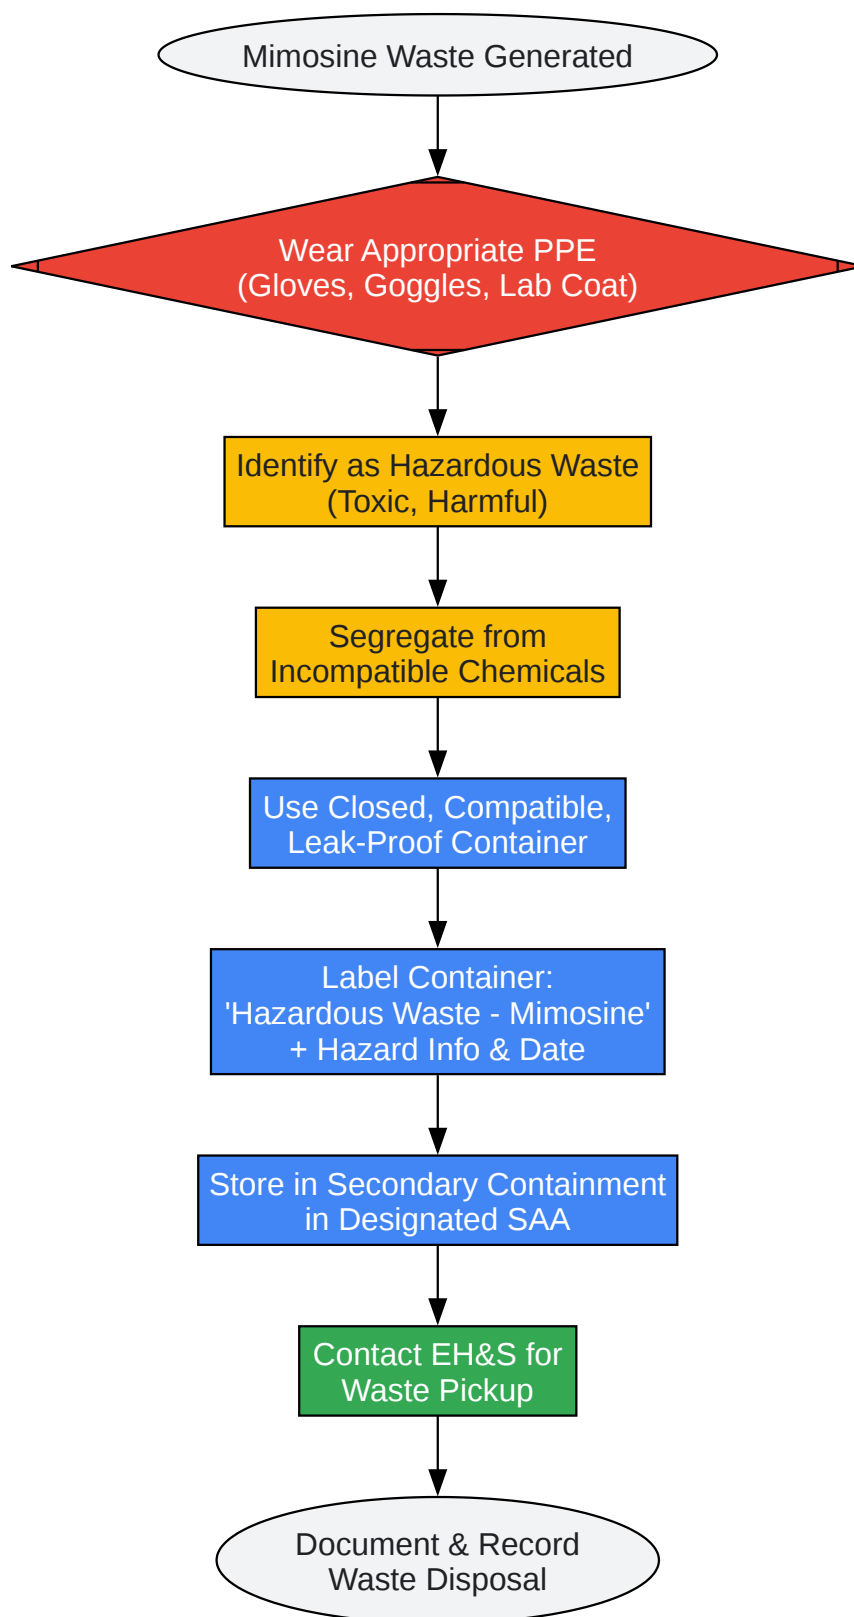 Mimosine Waste Generated
Wear Appropriate PPE
(Gloves, Goggles, Lab Coat)
Identify as Hazardous Waste
(Toxic, Harmful)
Segregate from
Incompatible Chemicals
Use Closed, Compatible,
Leak-Proof Container
Label Container:
'Hazardous Waste - Mimosine'
+ Hazard Info & Date
Store in Secondary Containment
in Designated SAA
Contact EH&S for
Waste Pickup
Document & Record
Waste Disposal